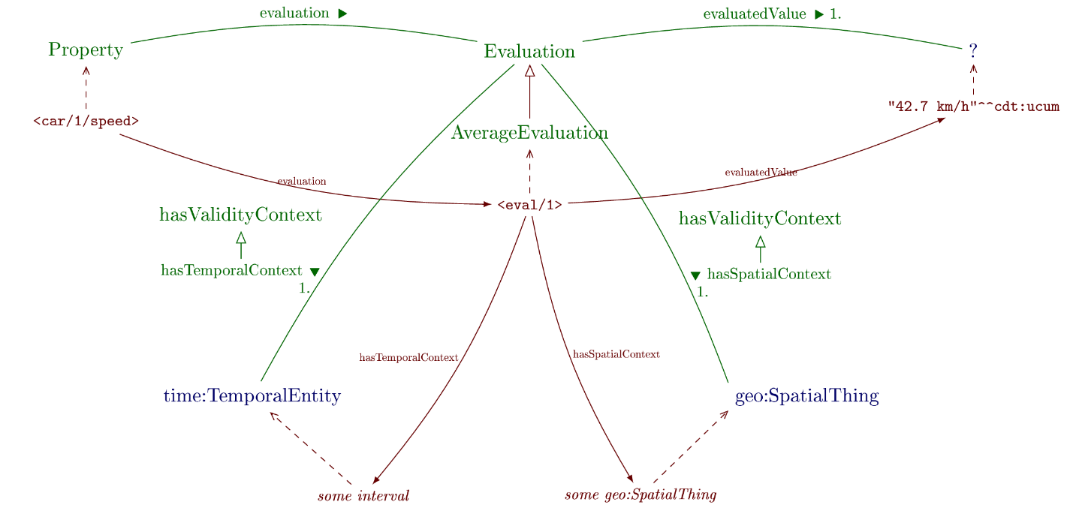 evaluation ▶
evaluatedValue ▶ 1.
Property
Evaluation
?
<car/1/speed>
"42.7 km/h"^^cdt:ucum
AverageEvaluation
evaluation
evaluatedValue
<eval/1>
hasValidityContext
hasValidityContext
hasTemporalContext ▼
1.
▼ hasSpatialContext
1.
hasTemporalContext
hasSpatialContext
time:TemporalEntity
geo:SpatialThing
some interval
some geo:SpatialThing